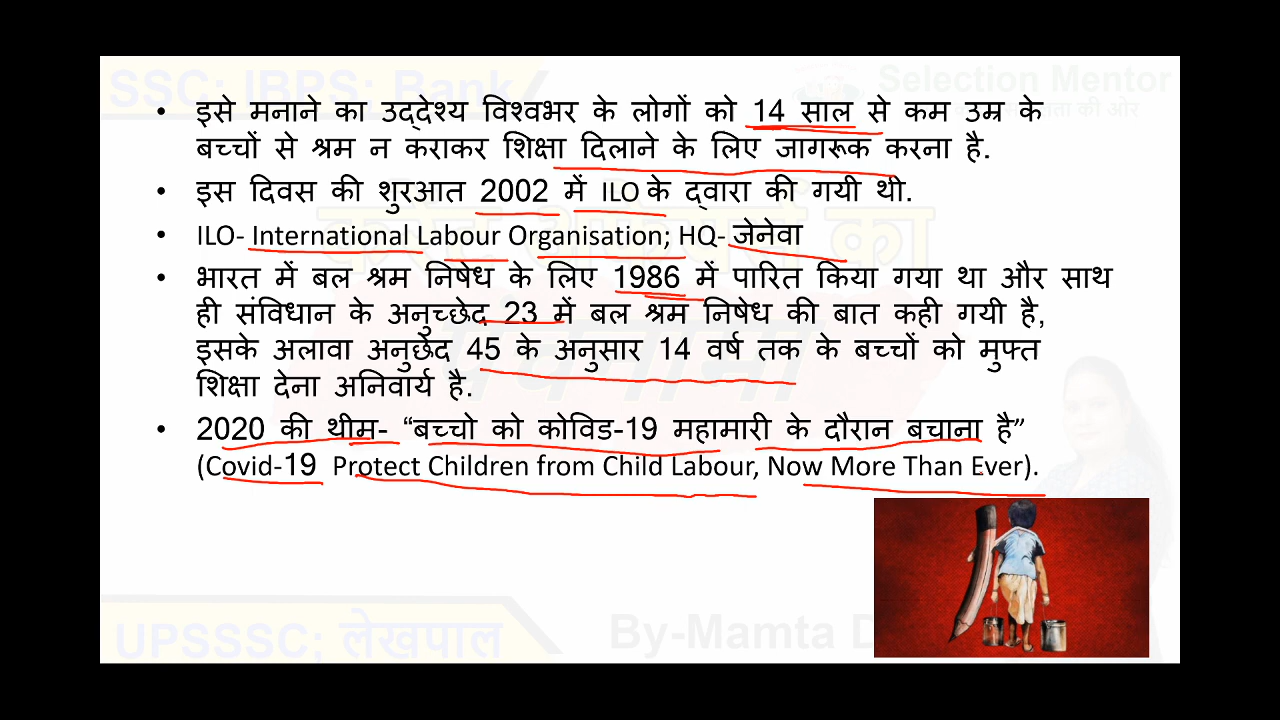 SSC; IBPS; Bank
Selection Mentor
• इसे मनाने का उद्देश्य विश्वभर के लोगों को 14 साल से कम उम्र के
बच्चों से श्रम न कराकर शिक्षा दिलाने के लिए जागरूक करना है.
• इस दिवस की शुरुआत 2002 में ILO के द्वारा की गयी थी.
• ILO- International Labour Organisation; HQ- जेनेवा
• भारत में बल श्रम निषेध के लिए 1986 में पारित किया गया था और साथ
ही संविधान के अनुच्छेद 23 में बल श्रम निषेध की बात कही गयी है,
इसके अलावा अनुछेद 45 के अनुसार 14 वर्ष तक के बच्चों को मुफ्त
शिक्षा देना अनिवार्य है.
• 2020 की थीम- “बच्चो को कोविड-19 महामारी के दौरान बचाना है”
(Covid-19 Protect Children from Child Labour, Now More Than Ever).
UPSSSC; लेखपाल
By-Mamta